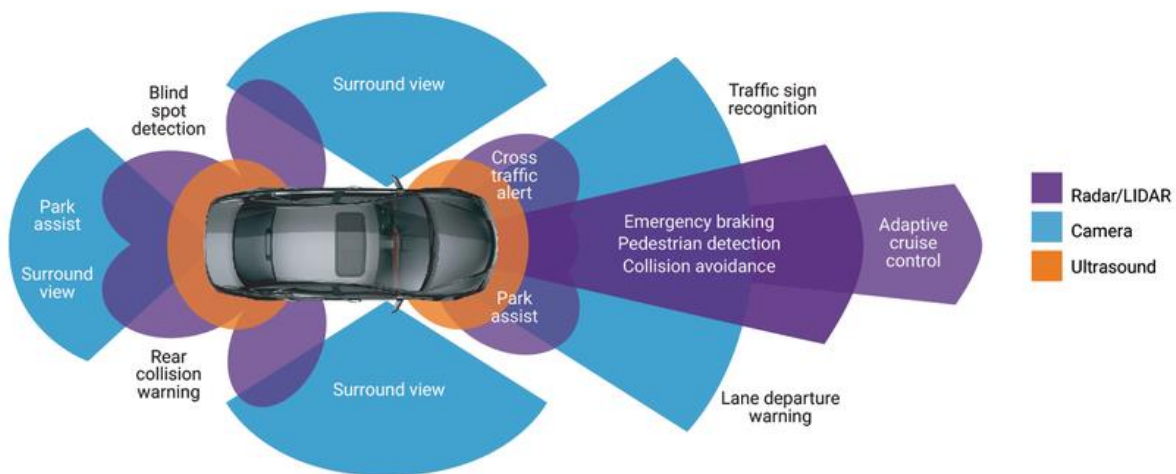 Surround view
Blind
spot
detection
Traffic sign
recognition
Cross
traffic
alert
Park
assist
Surround
view
Emergency braking
Pedestrian detection
Collision avoidance
Adaptive
cruise
control
Radar/LIDAR
Camera
Ultrasound
Park
assist
Rear
collision
warning
Surround view
Lane departure
warning